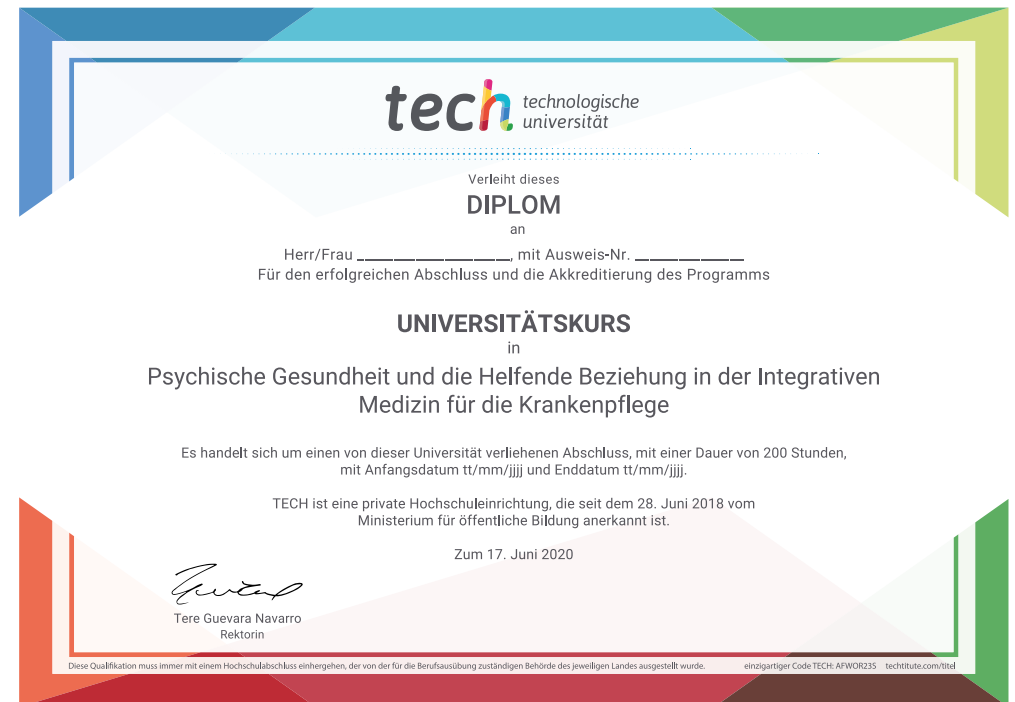 tech technologische
universität
Verleiht dieses
DIPLOM
an
Herr/Frau ____________________, mit Ausweis-Nr. ______________
Für den erfolgreichen Abschluss und die Akkreditierung des Programms
UNIVERSITÄTSKURS
in
Psychische Gesundheit und die Helfende Beziehung in der Integrativen
Medizin für die Krankenpflege
Es handelt sich um einen von dieser Universität verliehenen Abschluss, mit einer Dauer von 200 Stunden,
mit Anfangsdatum tt/mm/jjjj und Enddatum tt/mm/jjjj.
TECH ist eine private Hochschuleinrichtung, die seit dem 28. Juni 2018 vom
Ministerium für öffentliche Bildung anerkannt ist.
Zum 17. Juni 2020
Tere Guevara Navarro
Rektorin
Diese Qualifikation muss immer mit einem Hochschulabschluss einhergehen, der von der für die Berufsausübung zuständigen Behörde des jeweiligen Landes ausgestellt wurde. einzigartiger Code TECH: AFWOR23S techtitute.com/titel